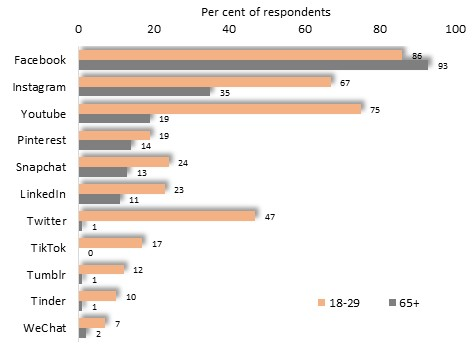 Per cent of respondents
0 20 40 60 80 100
Facebook 86
93
Instagram 67
35
Youtube 75
19
Pinterest 19
14
Snapchat 24
13
LinkedIn 23
11
Twitter 47
1
TikTok 17
0
Tumblr 12
1
Tinder 10
1
18-29 65+
WeChat 7
2